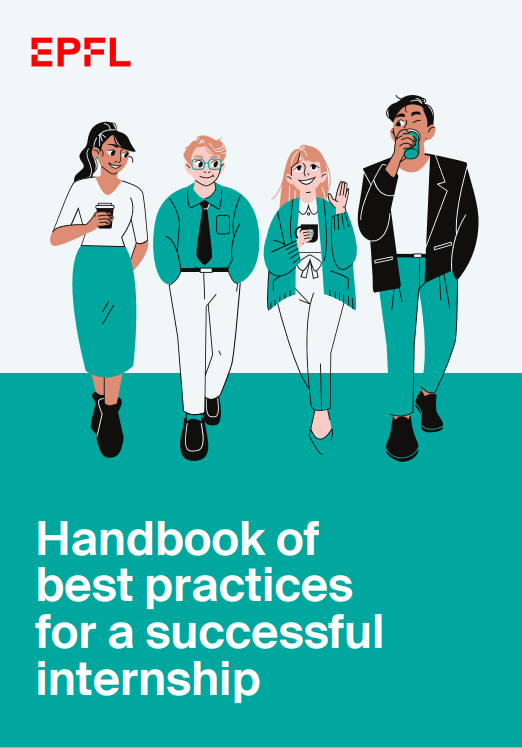 EPFL
Handbook of
best practices
for a successful
internship